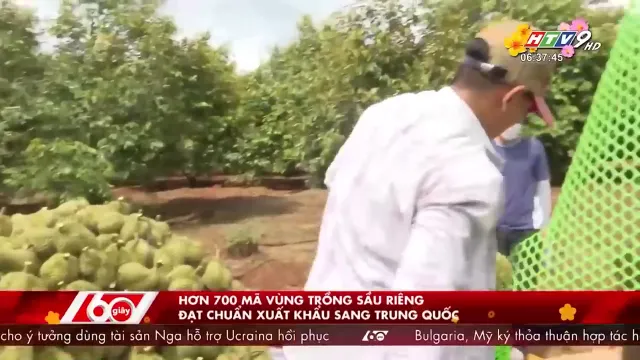 HTV9 HD
06:37:45
60 giây
HƠN 700 MÃ VÙNG TRỒNG SẦU RIÊNG
ĐẠT CHUẨN XUẤT KHẨU SANG TRUNG QUỐC
cho ý tưởng dùng tài sản Nga hỗ trợ Ucraina hồi phục 60 Bulgaria, Mỹ ký thỏa thuận hợp tác h